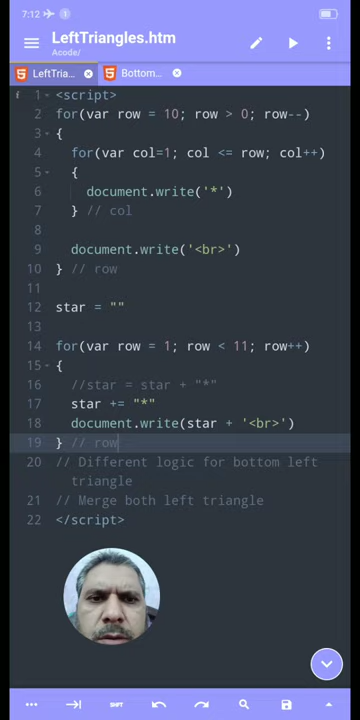 7:12 1
LeftTriangles.htm
Acode/
LeftTria... Bottom...
i 1 <script>
2 for(var row = 10; row > 0; row--)
3 {
4 for(var col=1; col <= row; col++)
5 {
6 document.write('*')
7 } // col
8
9 document.write('<br>')
10 } // row
11
12 star = ""
13
14 for(var row = 1; row < 11; row++)
15 {
16 //star = star + "*"
17 star += "*"
18 document.write(star + '<br>')
19 } // row
20 // Different logic for bottom left
triangle
21 // Merge both left triangle
22 </script>
SHFT